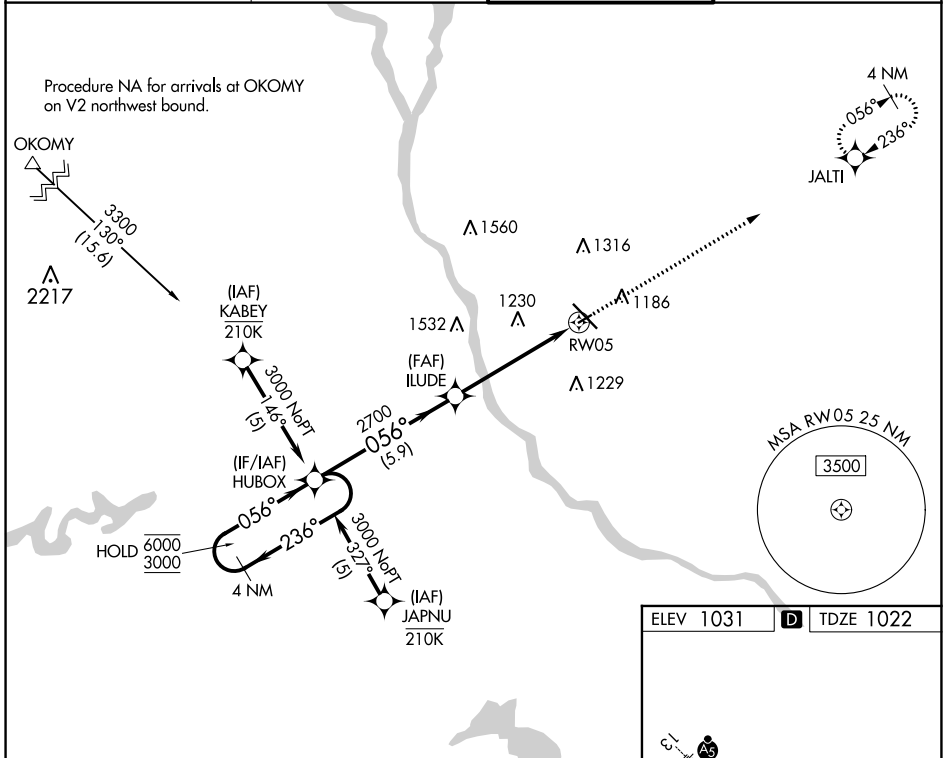 Procedure NA for arrivals at OKOMY
on V2 northwest bound.
4 NM
056°
236°
JALTI
OKOMY
3300
130°
(15.6)
2217
1560
1316
(IAF)
KABEY
210K
1532
1230
1186
RW05
(FAF)
ILUDE
1229
3000 NoPT
146°
(5)
2700
056°
(5.9)
(IF/IAF)
HUBOX
MSA RW05 25 NM
3500
056°
236°
HOLD 6000
3000
4 NM
3000 NoPT
327°
(5)
(IAF)
JAPNU
210K
ELEV 1031
D
TDZE 1022
13
A5